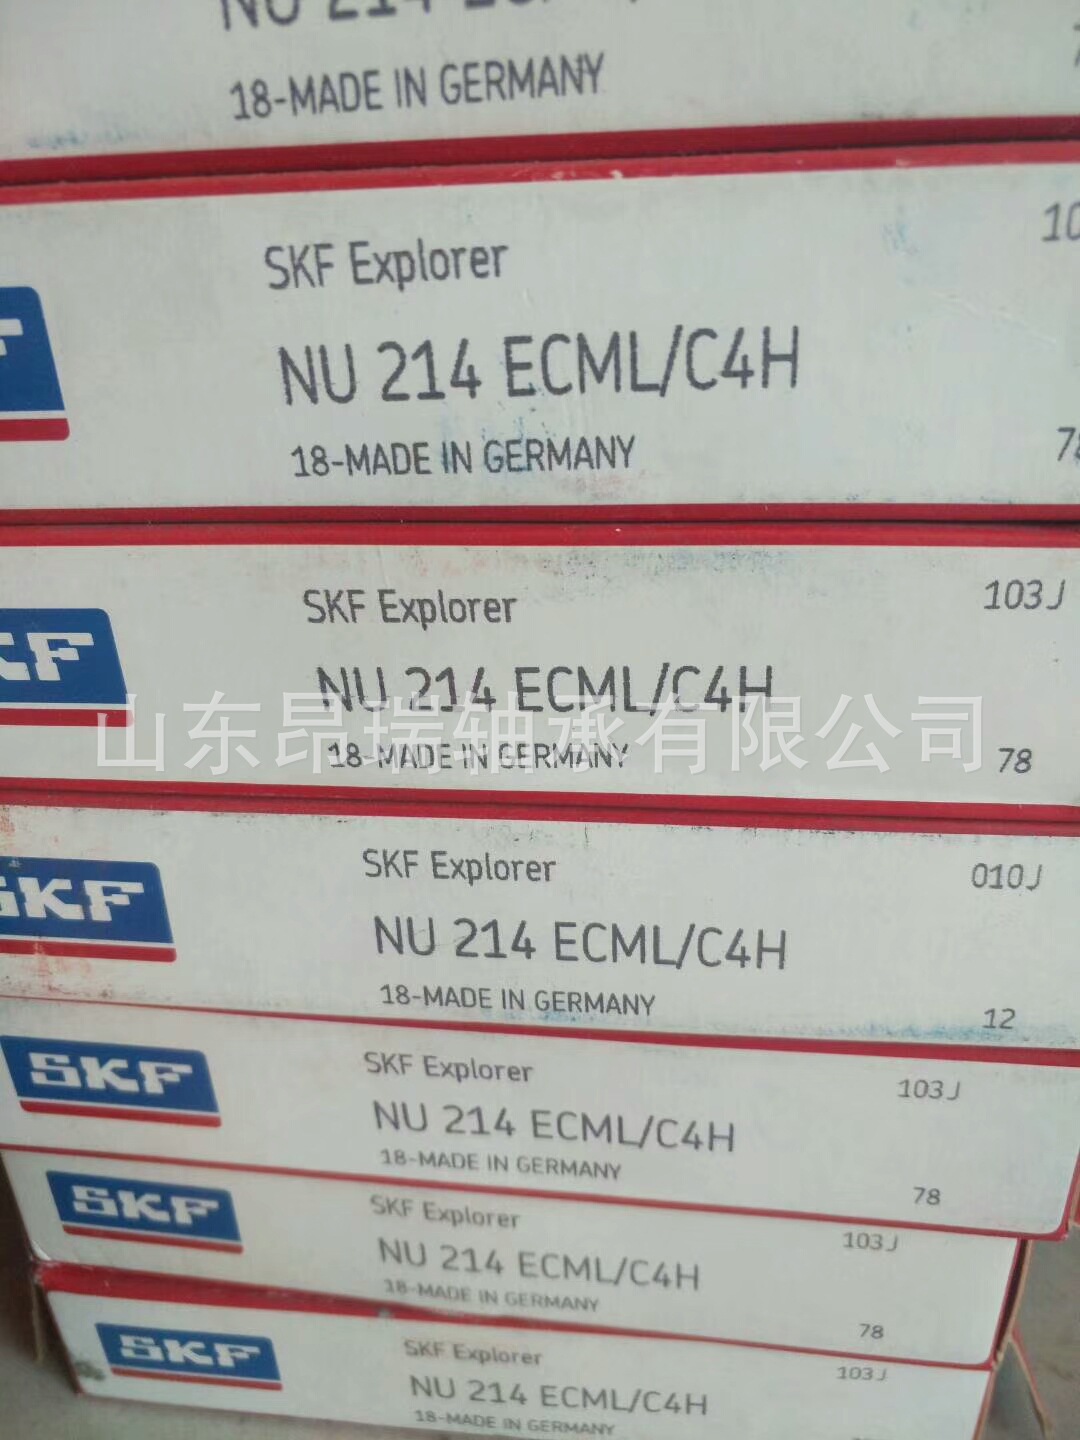 NU 214
18-MADE IN GERMANY
SKF Explorer
NU 214 ECML/C4H
18-MADE IN GERMANY
SKF Explorer
103J
NU 214 ECML/C4H
18-MADE IN GERMANY
78
山东昂瑞轴承有限公司
SKF
SKF Explorer
010J
NU 214 ECML/C4H
18-MADE IN GERMANY
12
SKF
SKF Explorer
103J
NU 214 ECML/C4H
18-MADE IN GERMANY
78
SKF
SKF Explorer
103J
NU 214 ECML/C4H
18-MADE IN GERMANY
78
SKF
SKF Explorer
103J
NU 214 ECML/C4H
18-MADE IN GERMANY